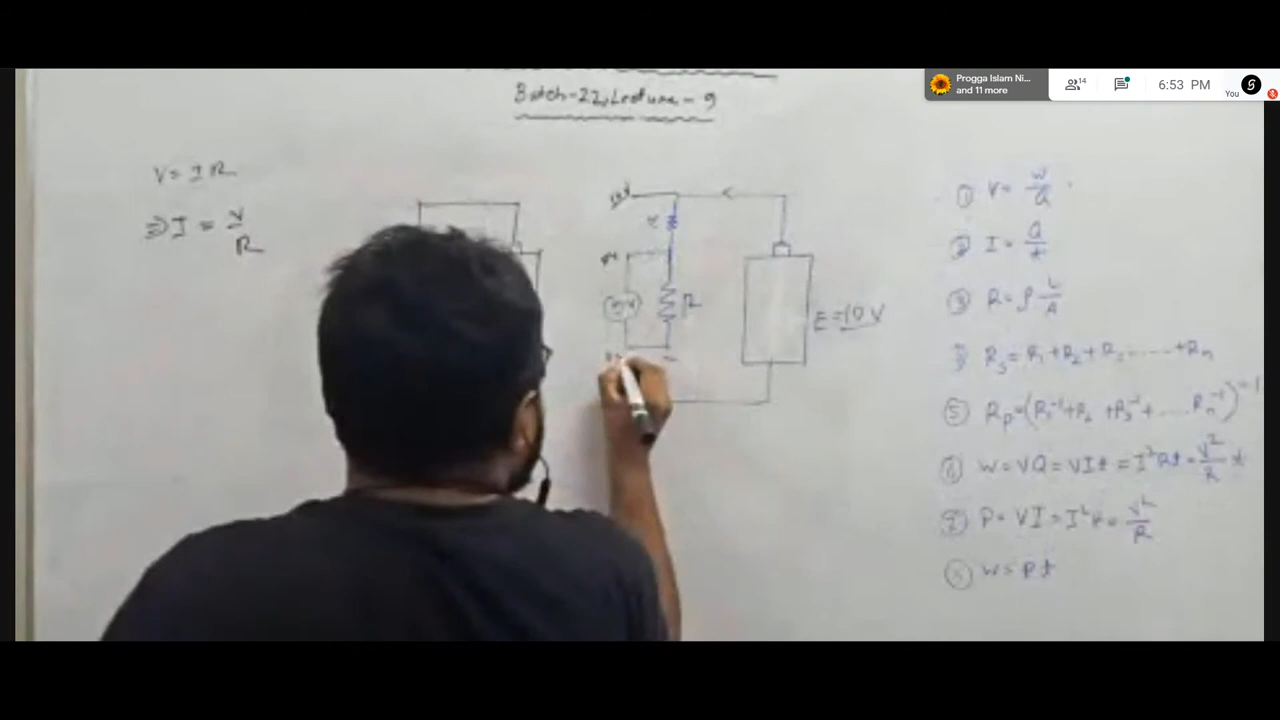 Batch-22, Lecture - 9
Progga Islam Ni...
and 11 more
14
6:53 PM
You
V = IR
⇒ I = V/R
10V
R
E = 10 V
① V = W/Q
② I = Q/t
③ R = ρ L/A
Rs = R₁ + R₂ + R₃ ...... + Rn
⑤ Rp = (R₁⁻¹ + R₂ + R₃⁻¹ + .... Rn⁻¹)⁻¹
⑥ W = VQ = VIt = I²Rt = V²/R t
⑦ P = VI = I²R = V²/R
⑧ W = Pt